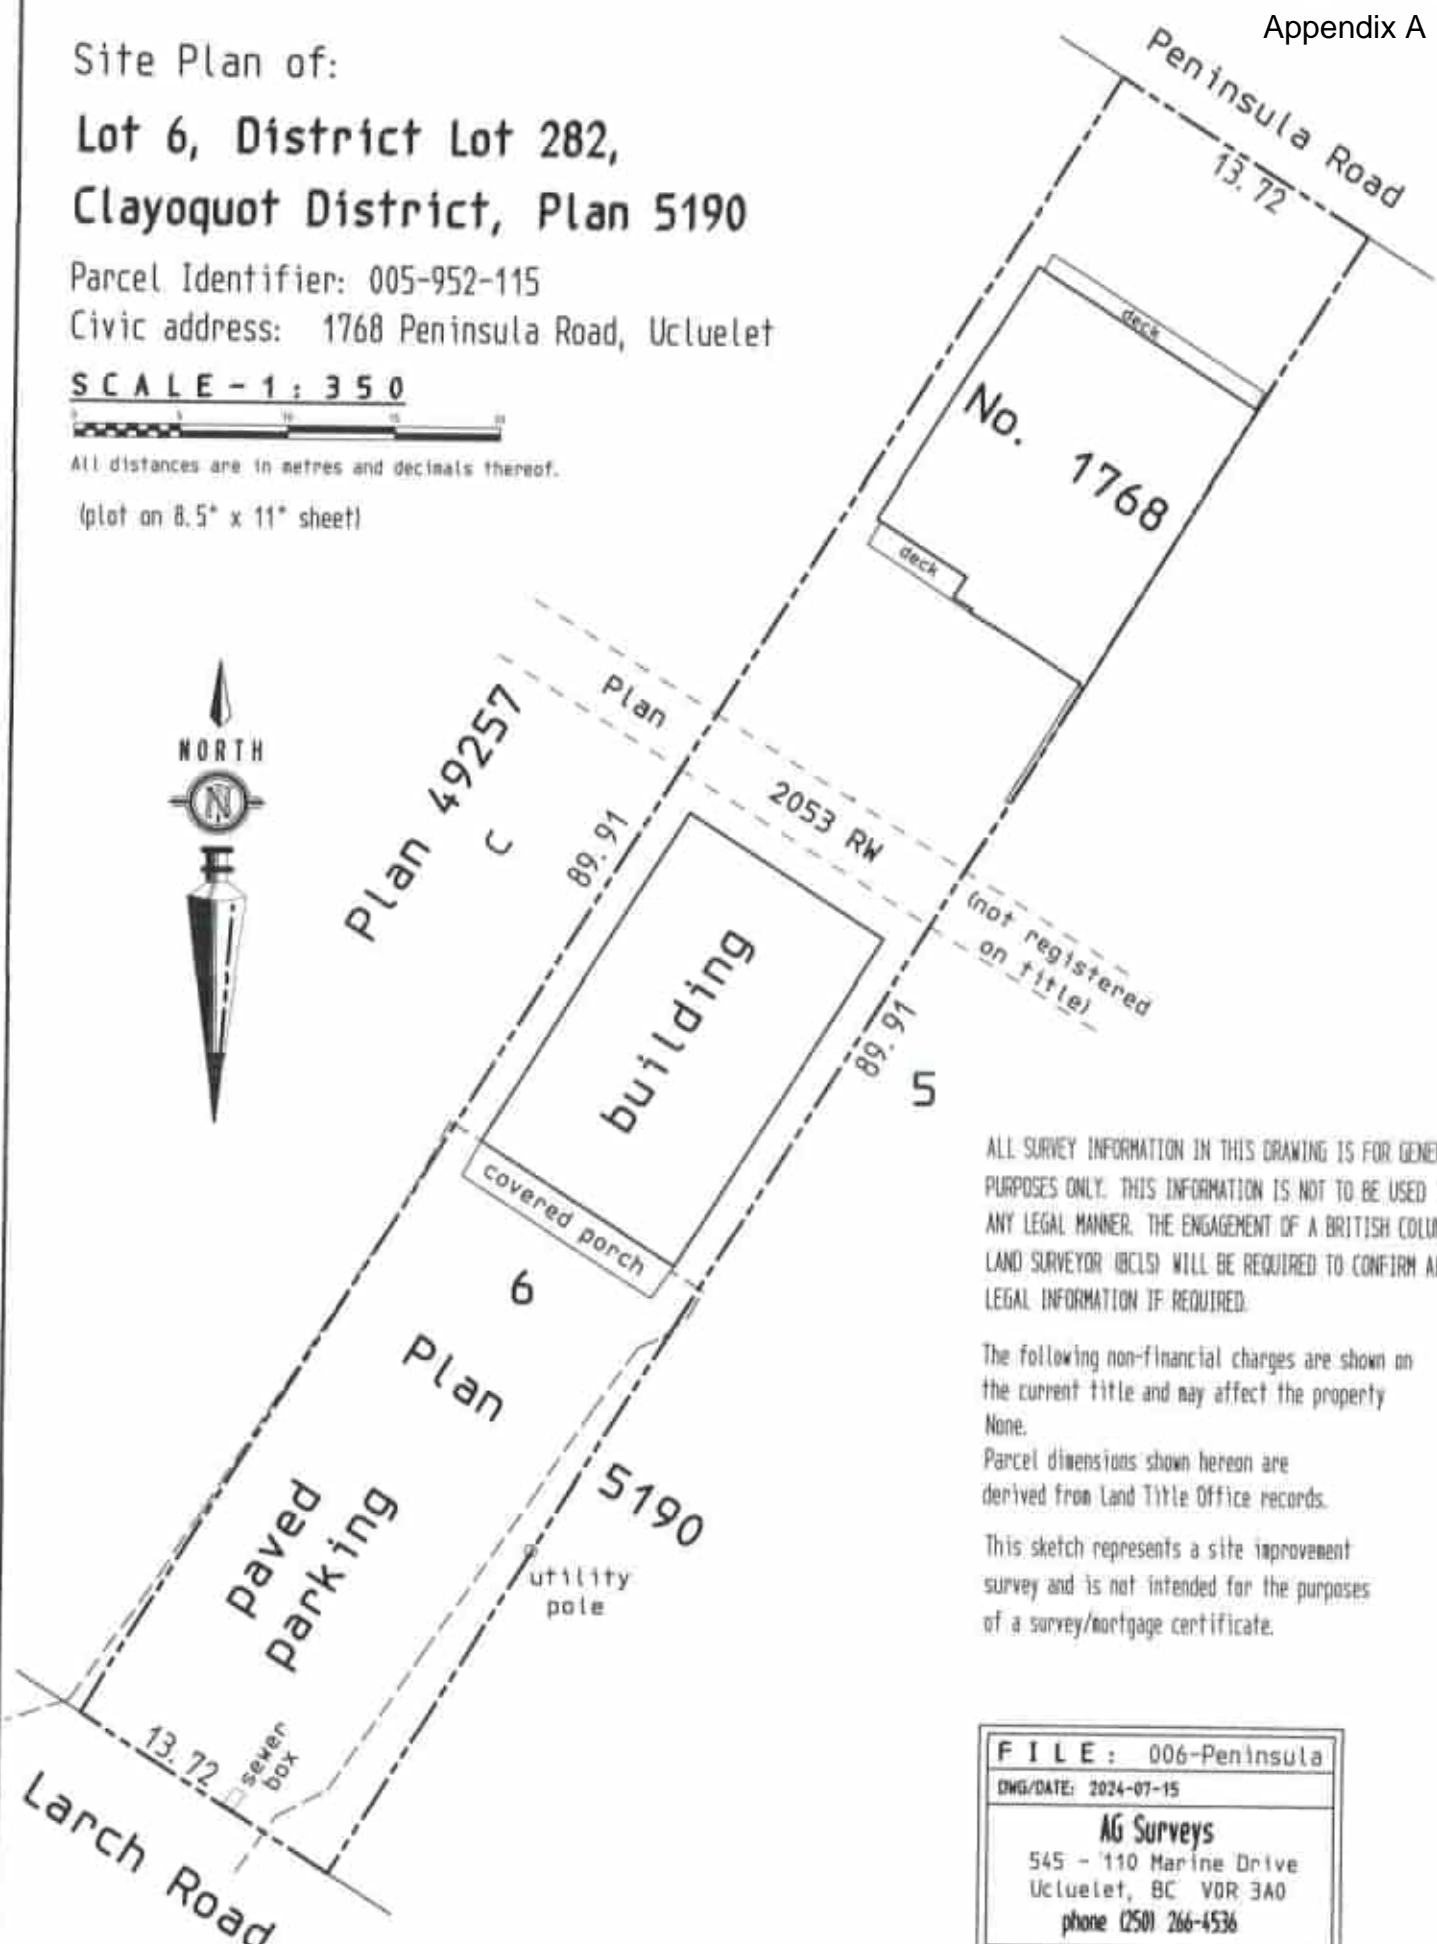 Appendix A
Site Plan of:
Lot 6, District Lot 282,
Clayoquot District, Plan 5190
Parcel Identifier: 005-952-115
Civic address: 1768 Peninsula Road, Ucluelet
SCALE - 1 : 350
0 5 10 15 20
All distances are in metres and decimals thereof.
(plot on 8.5" x 11" sheet)
Peninsula Road
13.72
deck
No. 1768
deck
NORTH
N
Plan 2053 RW
(not registered
on title)
Plan 49257
C
89.91
building
89.91
5
covered porch
6
Plan 5190
paved
parking
utility
pole
13.72
sewer
box
Larch Road
ALL SURVEY INFORMATION IN THIS DRAWING IS FOR GENE
PURPOSES ONLY. THIS INFORMATION IS NOT TO BE USED
ANY LEGAL MANNER. THE ENGAGEMENT OF A BRITISH COLU
LAND SURVEYOR (BCLS) WILL BE REQUIRED TO CONFIRM A
LEGAL INFORMATION IF REQUIRED.
The following non-financial charges are shown on
the current title and may affect the property
None.
Parcel dimensions shown hereon are
derived from Land Title Office records.
This sketch represents a site improvement
survey and is not intended for the purposes
of a survey/mortgage certificate.
FILE: 006-Peninsula
DWG/DATE: 2024-07-15
AG Surveys
545 - 110 Marine Drive
Ucluelet, BC V0R 3A0
phone (250) 266-4536